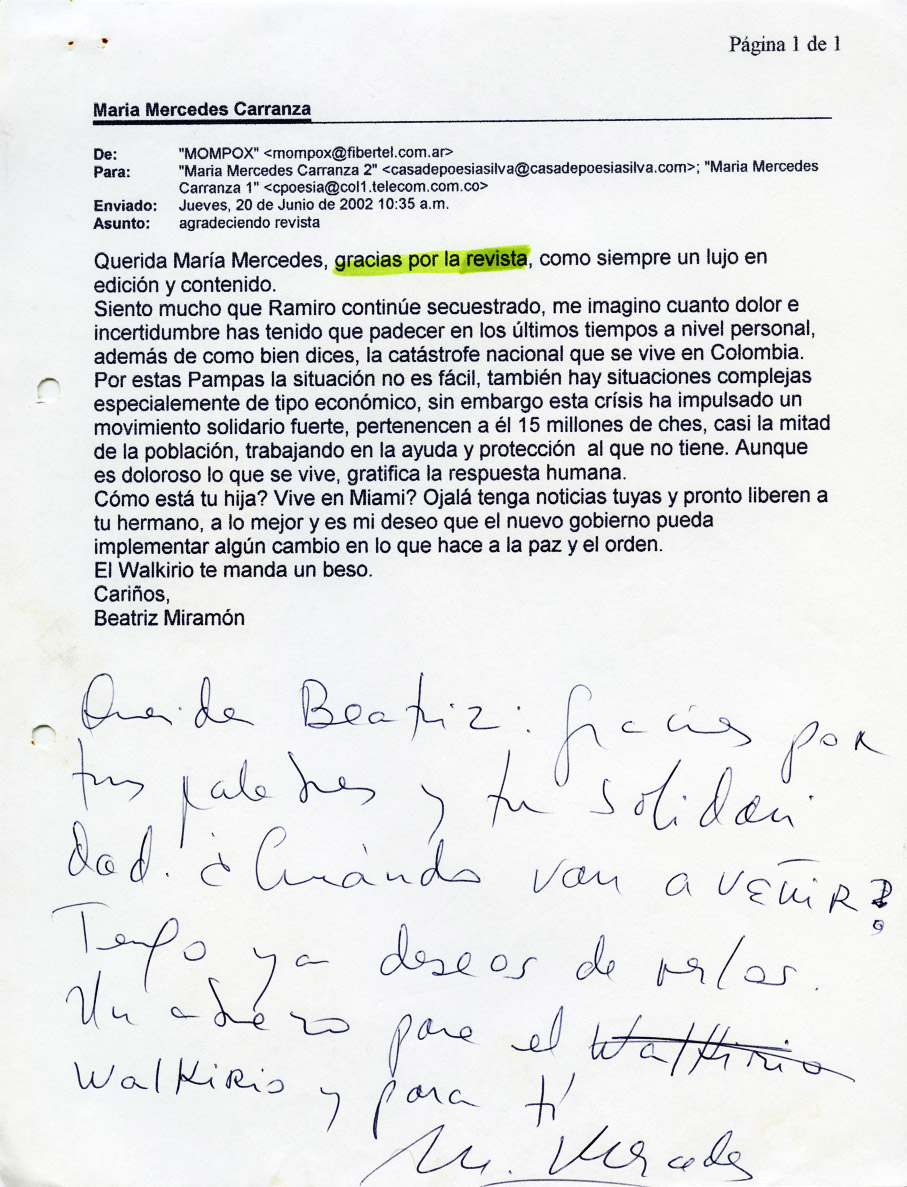 Página 1 de 1
Maria Mercedes Carranza
De: "MOMPOX" <mompox@fibertel.com.ar>
Para: "Maria Mercedes Carranza 2" <casadepoesiasilva@casadepoesiasilva.com>; "Maria Mercedes
Carranza 1" <cpoesia@col1.telecom.com.co>
Enviado: Jueves, 20 de Junio de 2002 10:35 a.m.
Asunto: agradeciendo revista
Querida María Mercedes, gracias por la revista, como siempre un lujo en
edición y contenido.
Siento mucho que Ramiro continúe secuestrado, me imagino cuanto dolor e
incertidumbre has tenido que padecer en los últimos tiempos a nivel personal,
además de como bien dices, la catástrofe nacional que se vive en Colombia.
Por estas Pampas la situación no es fácil, también hay situaciones complejas
especialemente de tipo económico, sin embargo esta crísis ha impulsado un
movimiento solidario fuerte, pertenencen a él 15 millones de ches, casi la mitad
de la población, trabajando en la ayuda y protección al que no tiene. Aunque
es doloroso lo que se vive, gratifica la respuesta humana.
Cómo está tu hija? Vive en Miami? Ojalá tenga noticias tuyas y pronto liberen a
tu hermano, a lo mejor y es mi deseo que el nuevo gobierno pueda
implementar algún cambio en lo que hace a la paz y el orden.
El Walkirio te manda un beso.
Cariños,
Beatriz Miramón
Querida Beatriz: gracias por
tus palabras y tu solidari
dad. ¿Cuándo van a venir?
Tengo ya deseos de verlos.
Un abrazo para el Walkirio
Walkirio y para tí
M. Mercedes